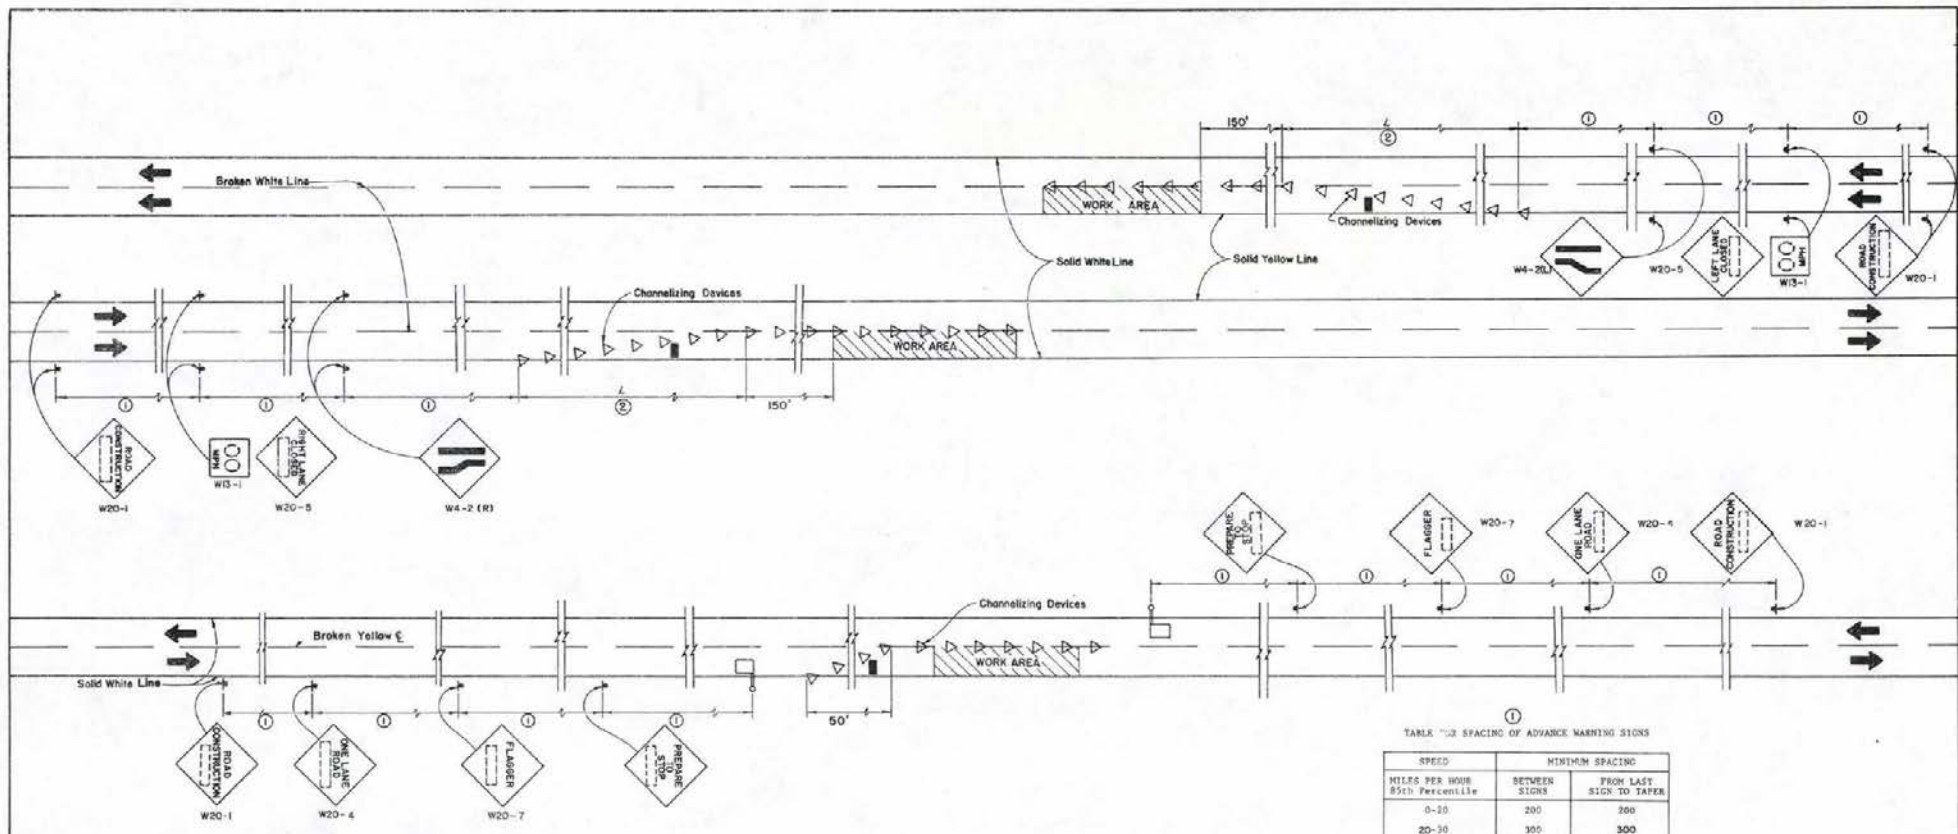 150'
L
②
①
①
①
Broken White Line
WORK AREA
Channelizing Devices
Solid White Line
Solid Yellow Line
W4-2(L)
W20-5
LEFT LANE
CLOSED
00
MPH
W13-1
ROAD
CONSTRUCTION
W20-1
Channelizing Devices
WORK AREA
①
①
①
L
②
150'
ROAD
CONSTRUCTION
W20-1
00
MPH
W13-1
RIGHT LANE
CLOSED
W20-5
W4-2 (R)
PREPARE
TO
STOP
FLAGGER
W20-7
ONE LANE
ROAD
W20-4
ROAD
CONSTRUCTION
W20-1
①
①
①
①
Channelizing Devices
Broken Yellow ℄
WORK AREA
Solid White Line
①
①
①
①
50'
ROAD
CONSTRUCTION
W20-1
ONE LANE
ROAD
W20-4
FLAGGER
W20-7
PREPARE
TO
STOP
①
TABLE SPACING OF ADVANCE WARNING SIGNS
SPEED MINIMUM SPACING
MILES PER HOUR
85th Percentile
BETWEEN
SIGNS
FROM LAST
SIGN TO TAPER
0-20 200 200
20-30 300 300